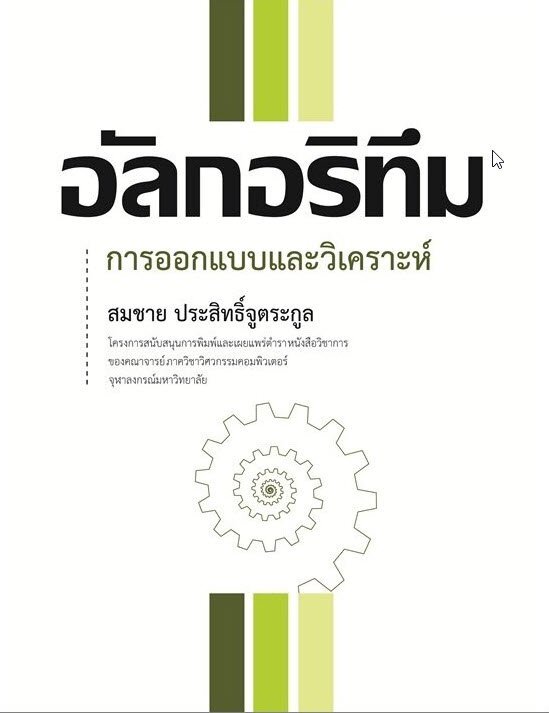 อัลกอริทึม
การออกแบบและวิเคราะห์
สมชาย ประสิทธิ์จูตระกูล
โครงการสนับสนุนการพิมพ์และเผยแพร่ตำราหนังสือวิชาการ
ของคณาจารย์ภาควิชาวิศวกรรมคอมพิวเตอร์
จุฬาลงกรณ์มหาวิทยาลัย